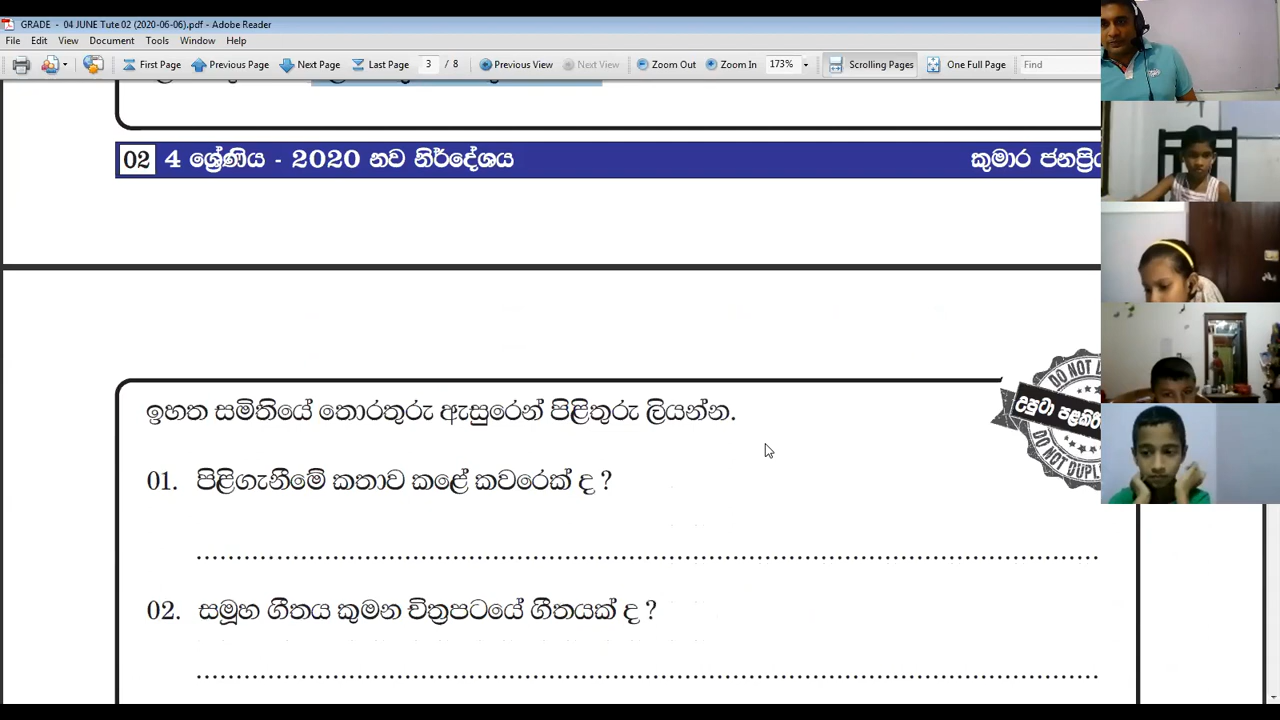 GRADE - 04 JUNE Tute 02 (2020-06-06).pdf - Adobe Reader
File Edit View Document Tools Window Help
First Page Previous Page Next Page Last Page 3 / 8 Previous View Next View Zoom Out Zoom In 173% Scrolling Pages One Full Page Find
02 4 ශ්‍රේණිය - 2020 නව නිර්දේශය කුමාර ජනප්‍රිය
DO NOT
උපුටා
DO NOT DUPL
ඉහත සමිතියේ තොරතුරු ඇසුරෙන් පිළිතුරු ලියන්න.
01. පිළිගැනීමේ කතාව කළේ කවරෙක් ද ?
02. සමූහ ගීතය කුමන චිත්‍රපටයේ ගීතයක් ද ?